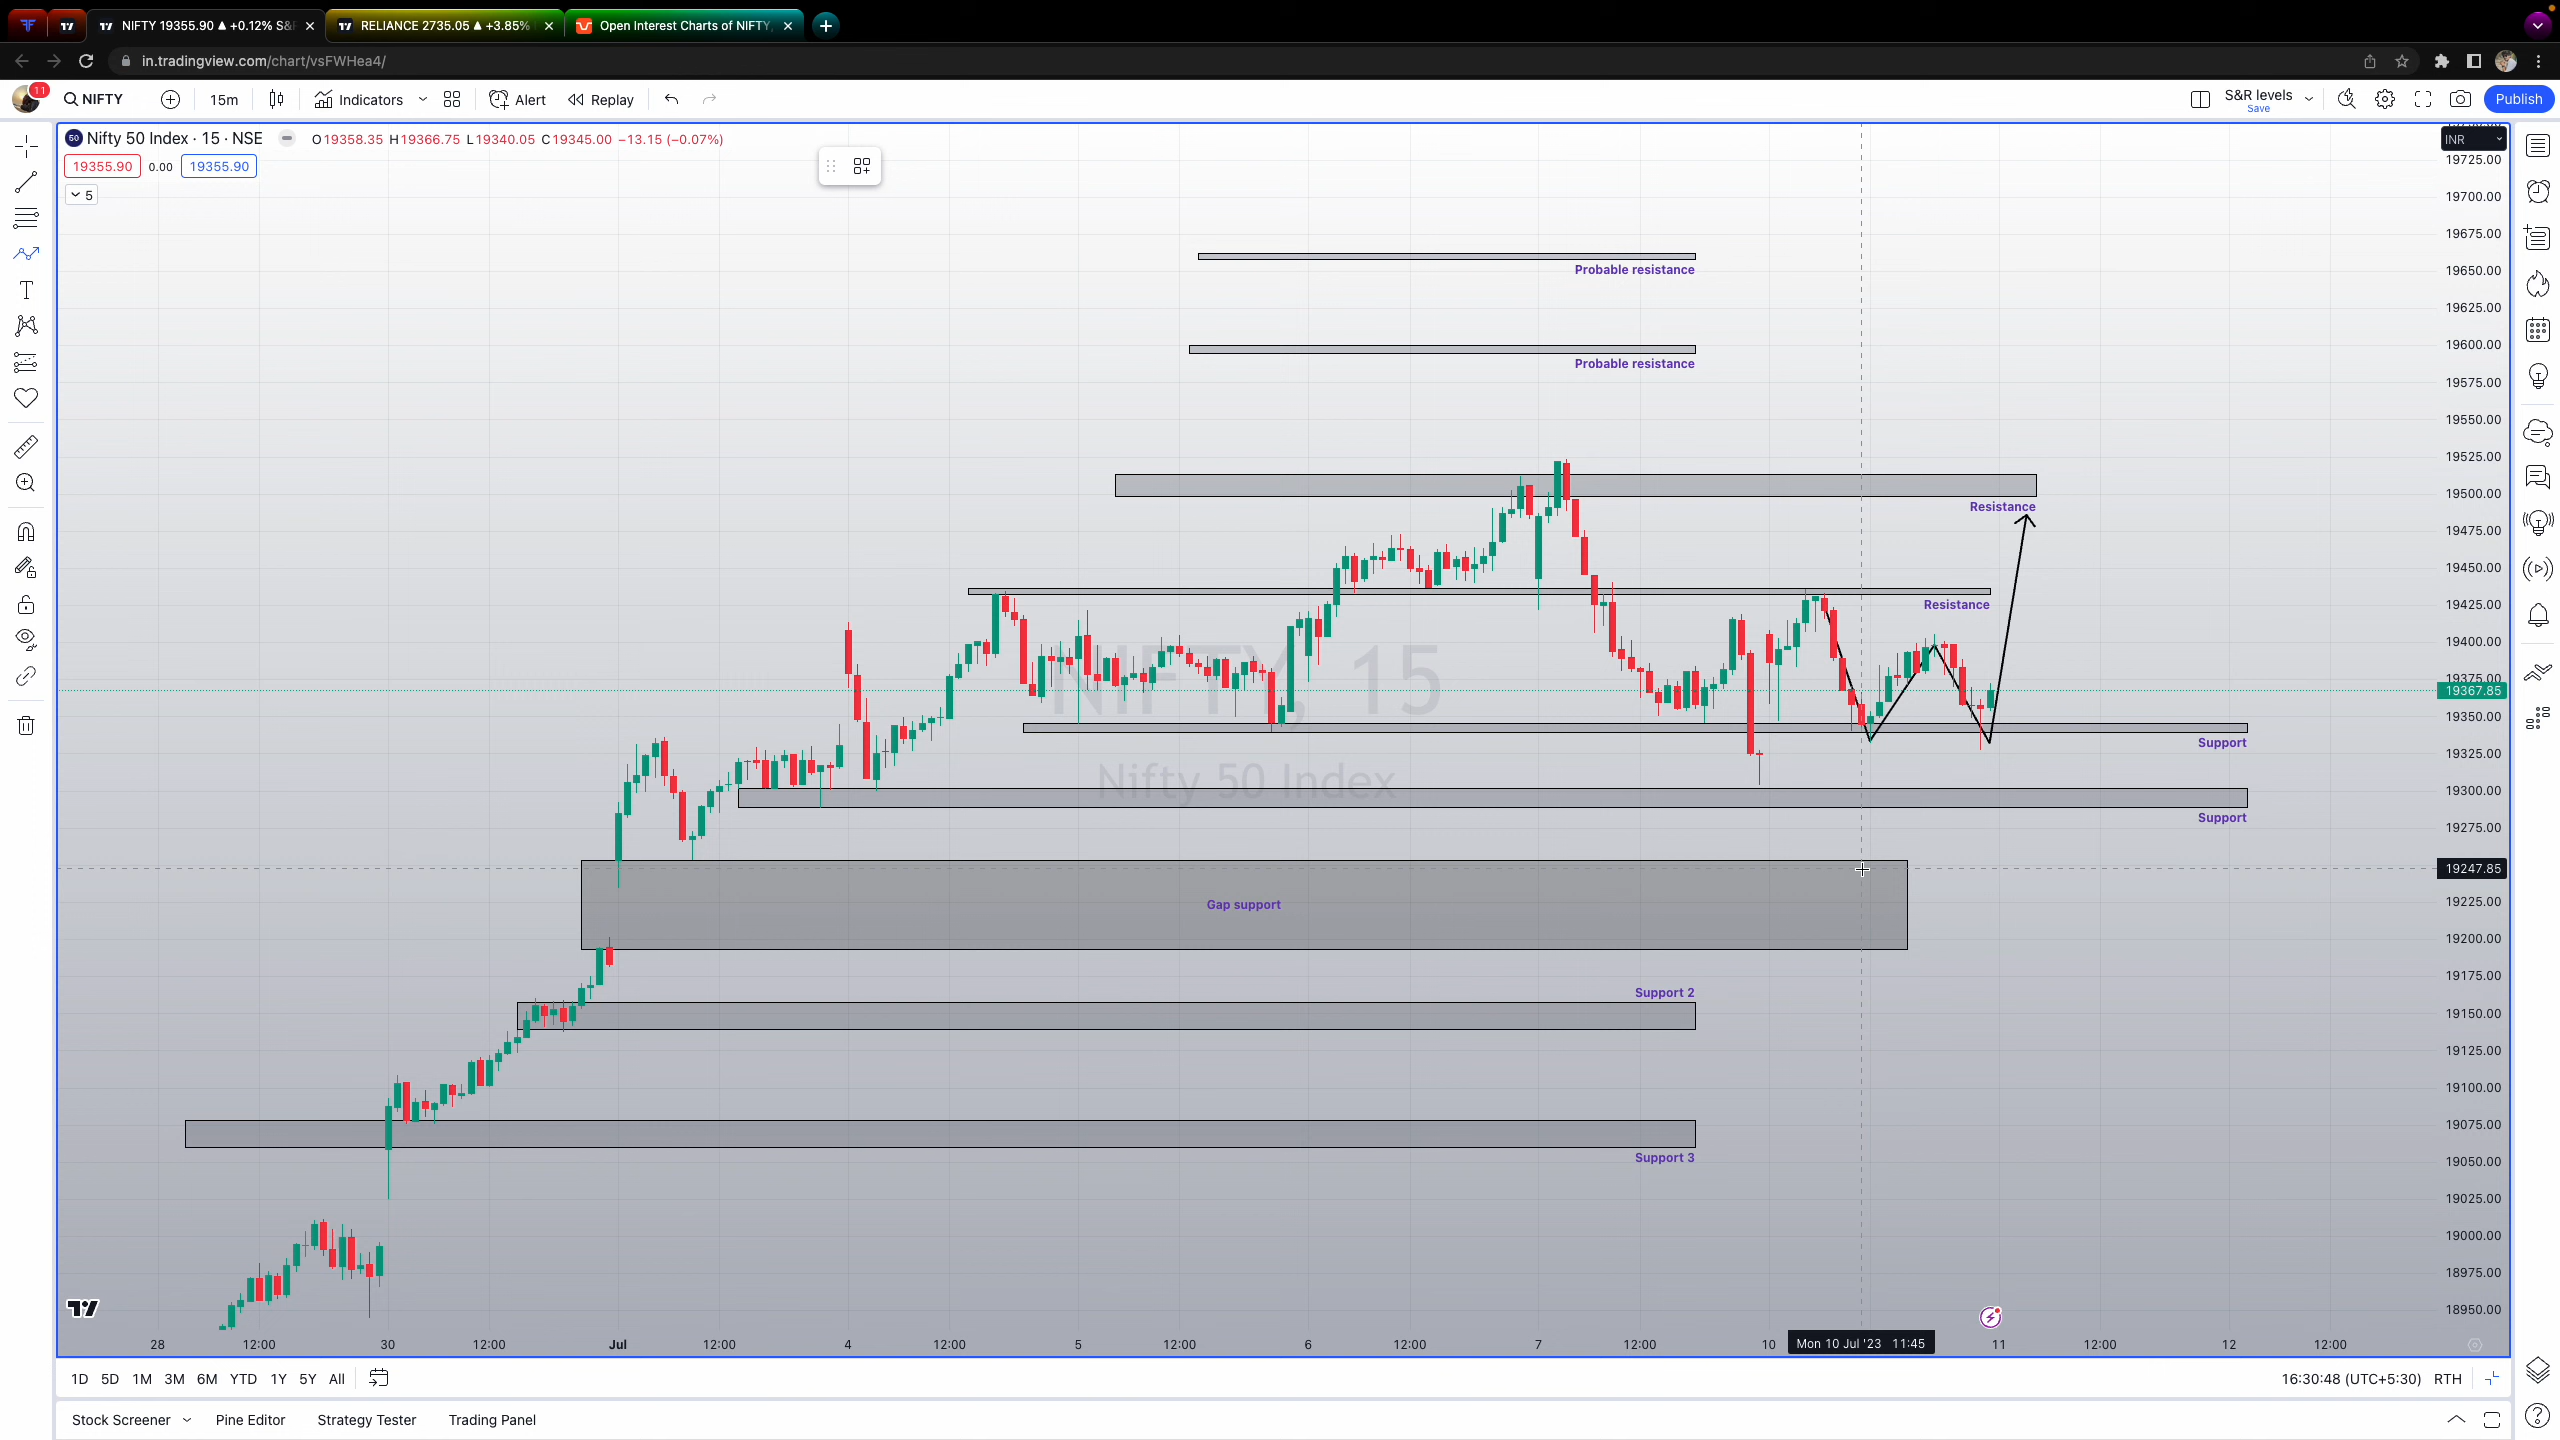 NIFTY 19355.90 ▲ +0.12% S&
RELIANCE 2735.05 ▲ +3.85%
Open Interest Charts of NIFTY
in.tradingview.com/chart/vsFWHea4/
11
NIFTY
15m
Indicators
Alert
Replay
S&R levels
Save
Publish
50
Nifty 50 Index · 15 · NSE
O19358.35 H19366.75 L19340.05 C19345.00 −13.15 (−0.07%)
19355.90
0.00
19355.90
5
INR
19725.00
19700.00
19675.00
Probable resistance
19650.00
19625.00
19600.00
Probable resistance
19575.00
19550.00
19525.00
19500.00
Resistance
19475.00
19450.00
Resistance
19425.00
19400.00
19375.00
NIFTY, 15
19367.85
19350.00
Support
19325.00
Nifty 50 Index
19300.00
Support
19275.00
19247.85
Gap support
19225.00
19200.00
19175.00
Support 2
19150.00
19125.00
19100.00
19075.00
Support 3
19050.00
19025.00
19000.00
18975.00
18950.00
28 12:00 30 12:00 Jul 12:00 4 12:00 5 12:00 6 12:00 7 12:00 10 Mon 10 Jul '23 11:45 11 12:00 12 12:00
1D 5D 1M 3M 6M YTD 1Y 5Y All
16:30:48 (UTC+5:30) RTH
Stock Screener
Pine Editor
Strategy Tester
Trading Panel